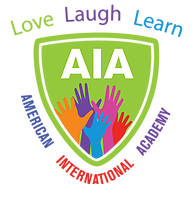 Love Laugh Learn
AIA
AMERICAN INTERNATIONAL ACADEMY